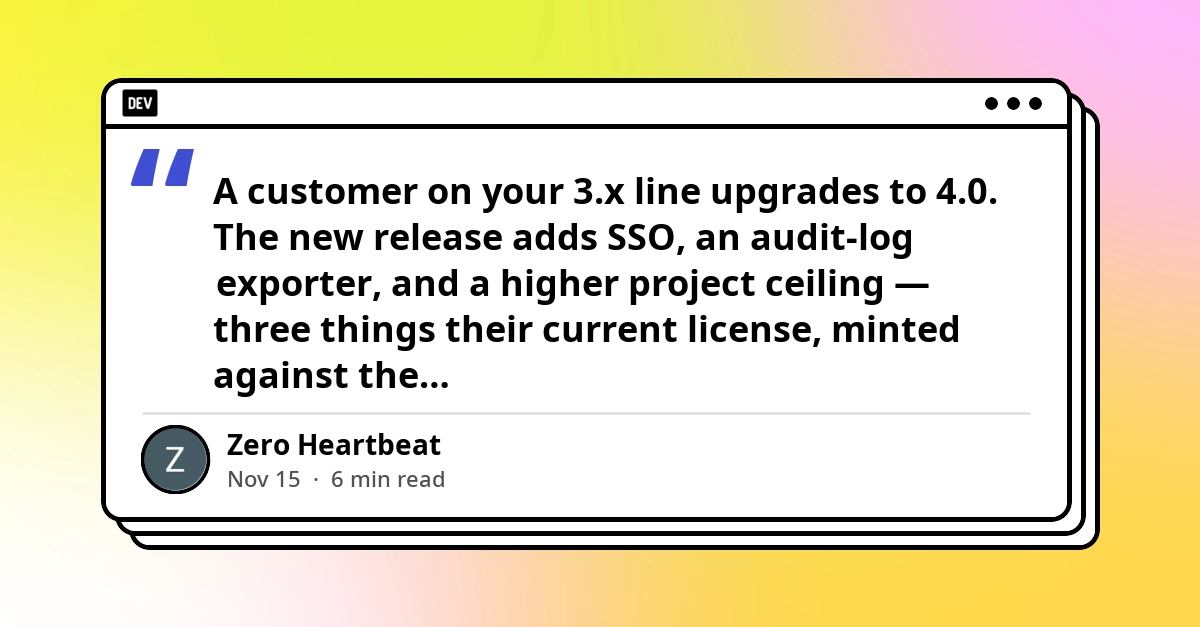 DEV
“
A customer on your 3.x line upgrades to 4.0.
The new release adds SSO, an audit-log
exporter, and a higher project ceiling —
three things their current license, minted
against the...
Z
Zero Heartbeat
Nov 15 · 6 min read